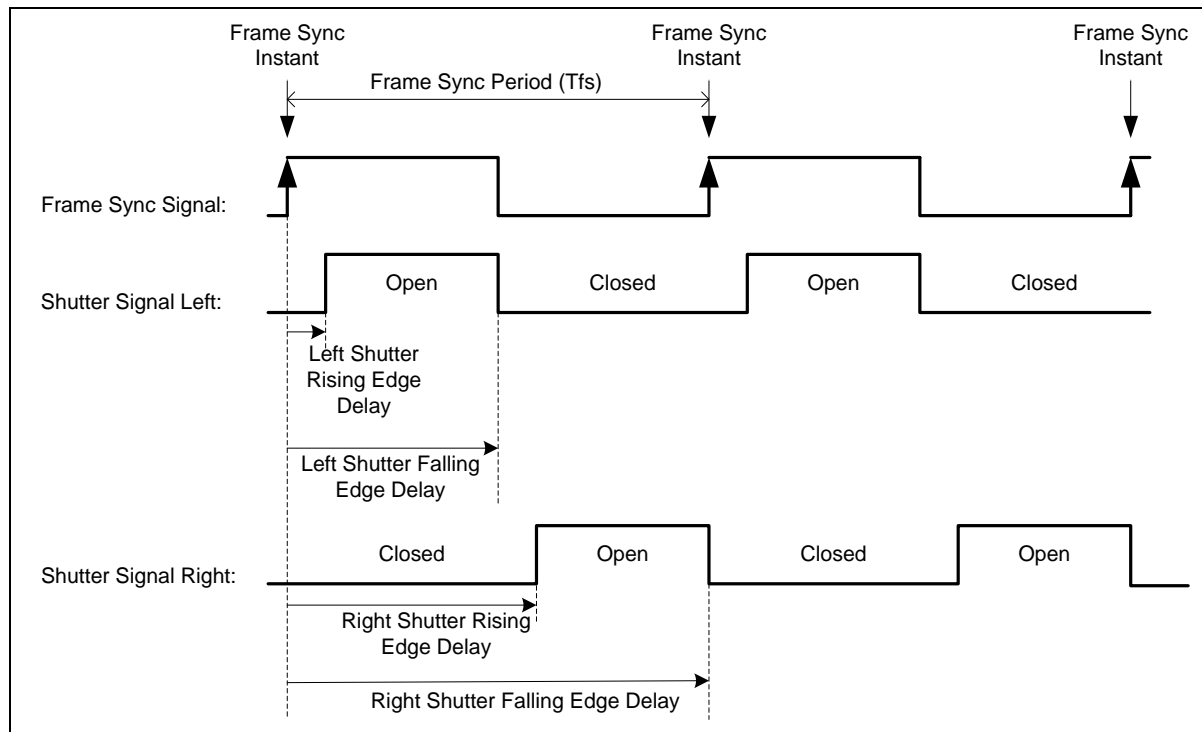 Frame Sync
Instant
Frame Sync
Instant
Frame Sync
Instant
Frame Sync Period (Tfs)
Frame Sync Signal:
Shutter Signal Left:
Open
Closed
Open
Closed
Left Shutter
Rising Edge
Delay
Left Shutter Falling
Edge Delay
Shutter Signal Right:
Closed
Open
Closed
Open
Right Shutter Rising
Edge Delay
Right Shutter Falling Edge Delay